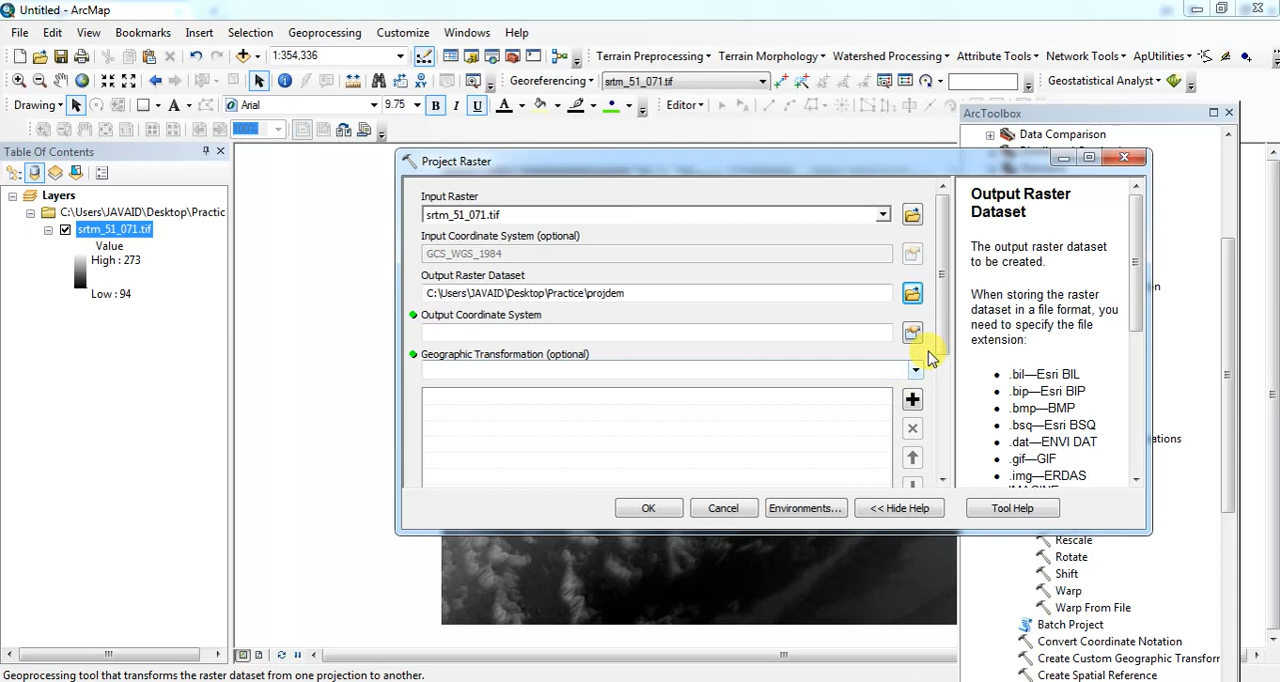 Untitled - ArcMap
File Edit View Bookmarks Insert Selection Geoprocessing Customize Windows Help
1:354,336 Terrain Preprocessing Terrain Morphology Watershed Processing Attribute Tools Network Tools ApUtilities
Georeferencing srtm_51_071.tif Geostatistical Analyst
Drawing Arial 9.75 B I U A Editor
100%
Table Of Contents
Layers
C:\Users\JAVAID\Desktop\Practic
srtm_51_071.tif
Value
High : 273
Low : 94
ArcToolbox
Data Comparison
Project Raster
Input Raster
srtm_51_071.tif
Input Coordinate System (optional)
GCS_WGS_1984
Output Raster Dataset
C:\Users\JAVAID\Desktop\Practice\projdem
Output Coordinate System
Geographic Transformation (optional)
OK Cancel Environments... << Hide Help Tool Help
Output Raster
Dataset
The output raster dataset
to be created.
When storing the raster
dataset in a file format, you
need to specify the file
extension:
.bil—Esri BIL
.bip—Esri BIP
.bmp—BMP
.bsq—Esri BSQ
.dat—ENVI DAT
.gif—GIF
.img—ERDAS
Rescale
Rotate
Shift
Warp
Warp From File
Batch Project
Convert Coordinate Notation
Create Custom Geographic Transforr
Create Spatial Reference
Geoprocessing tool that transforms the raster dataset from one projection to another.